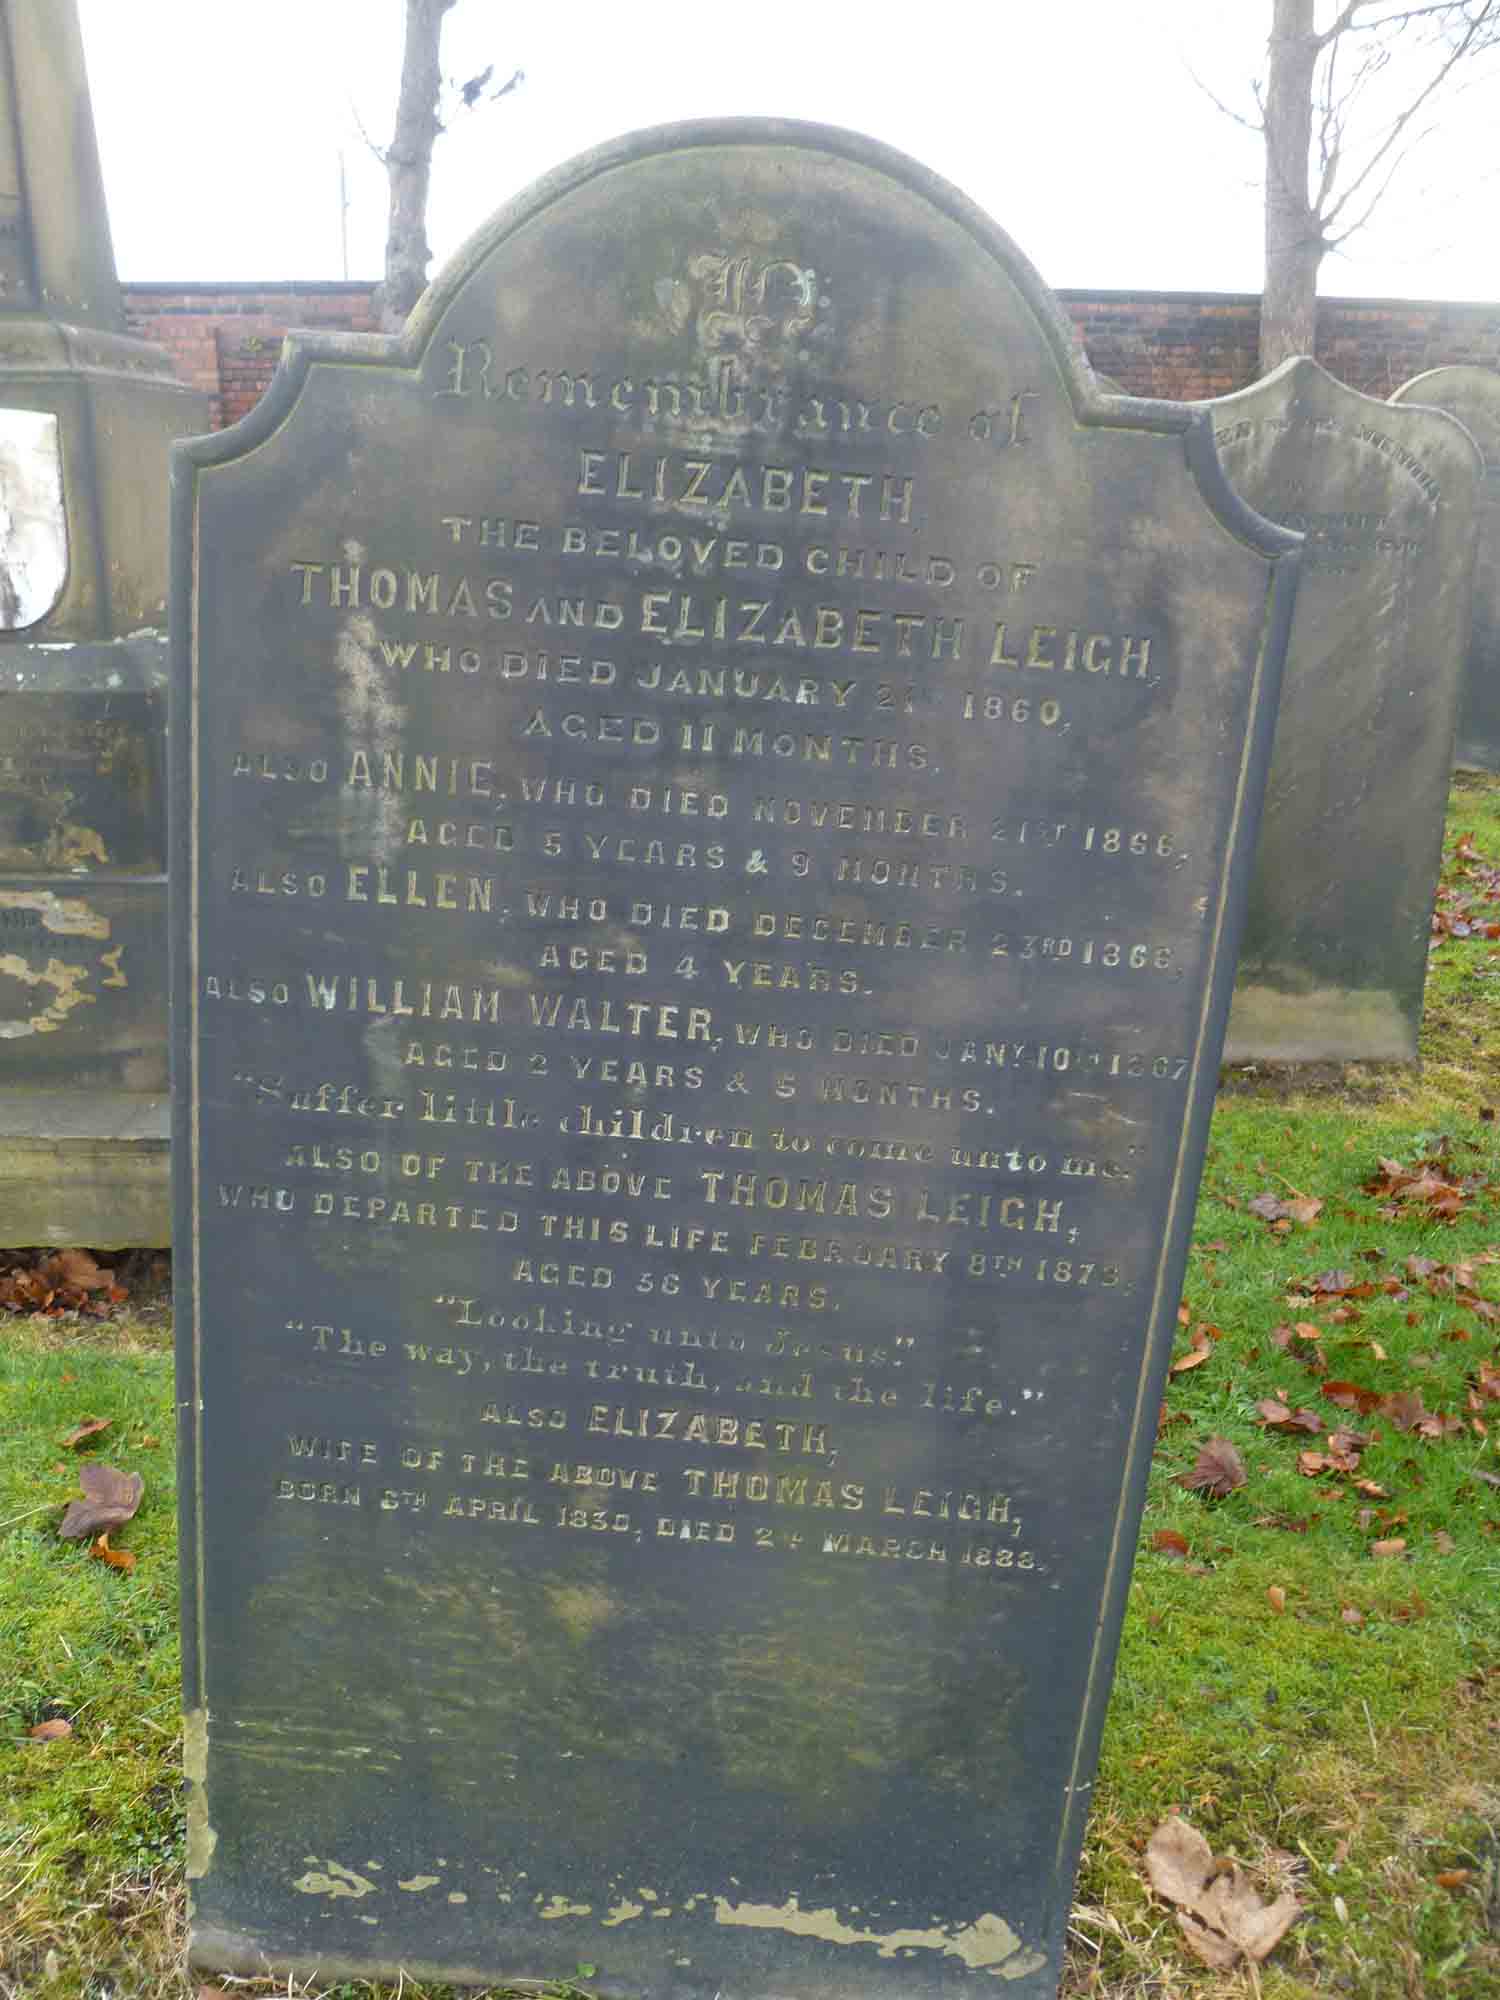 In
Remembrance of
ELIZABETH,
THE BELOVED CHILD OF
THOMAS AND ELIZABETH LEIGH,
WHO DIED JANUARY 1860,
AGED 11 MONTHS.
ALSO ANNIE, WHO DIED NOVEMBER 21ST 1866,
AGED 5 YEARS & 9 MONTHS.
ALSO ELLEN, WHO DIED DECEMBER 23RD 1866,
AGED 4 YEARS.
ALSO WILLIAM WALTER, WHO DIED JANY. 10TH 1867
AGED 2 YEARS & 5 MONTHS.
"Suffer little children to come unto me."
ALSO OF THE ABOVE THOMAS LEIGH,
WHO DEPARTED THIS LIFE FEBRUARY 8TH
AGED YEARS.
"Looking unto Jesus."
"The way, the truth, and the life."
ALSO ELIZABETH,
WIFE OF THE ABOVE THOMAS LEIGH,
BORN APRIL 1830, DIED MARCH 1888.